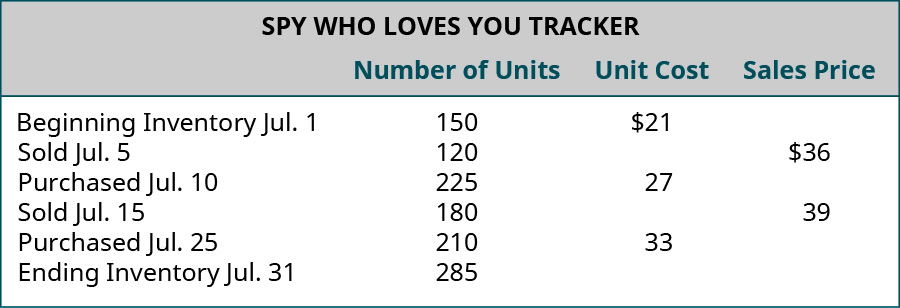 SPY WHO LOVES YOU TRACKER
Number of Units Unit Cost Sales Price
Beginning Inventory Jul. 1 150 $21
Sold Jul. 5 120 $36
Purchased Jul. 10 225 27
Sold Jul. 15 180 39
Purchased Jul. 25 210 33
Ending Inventory Jul. 31 285